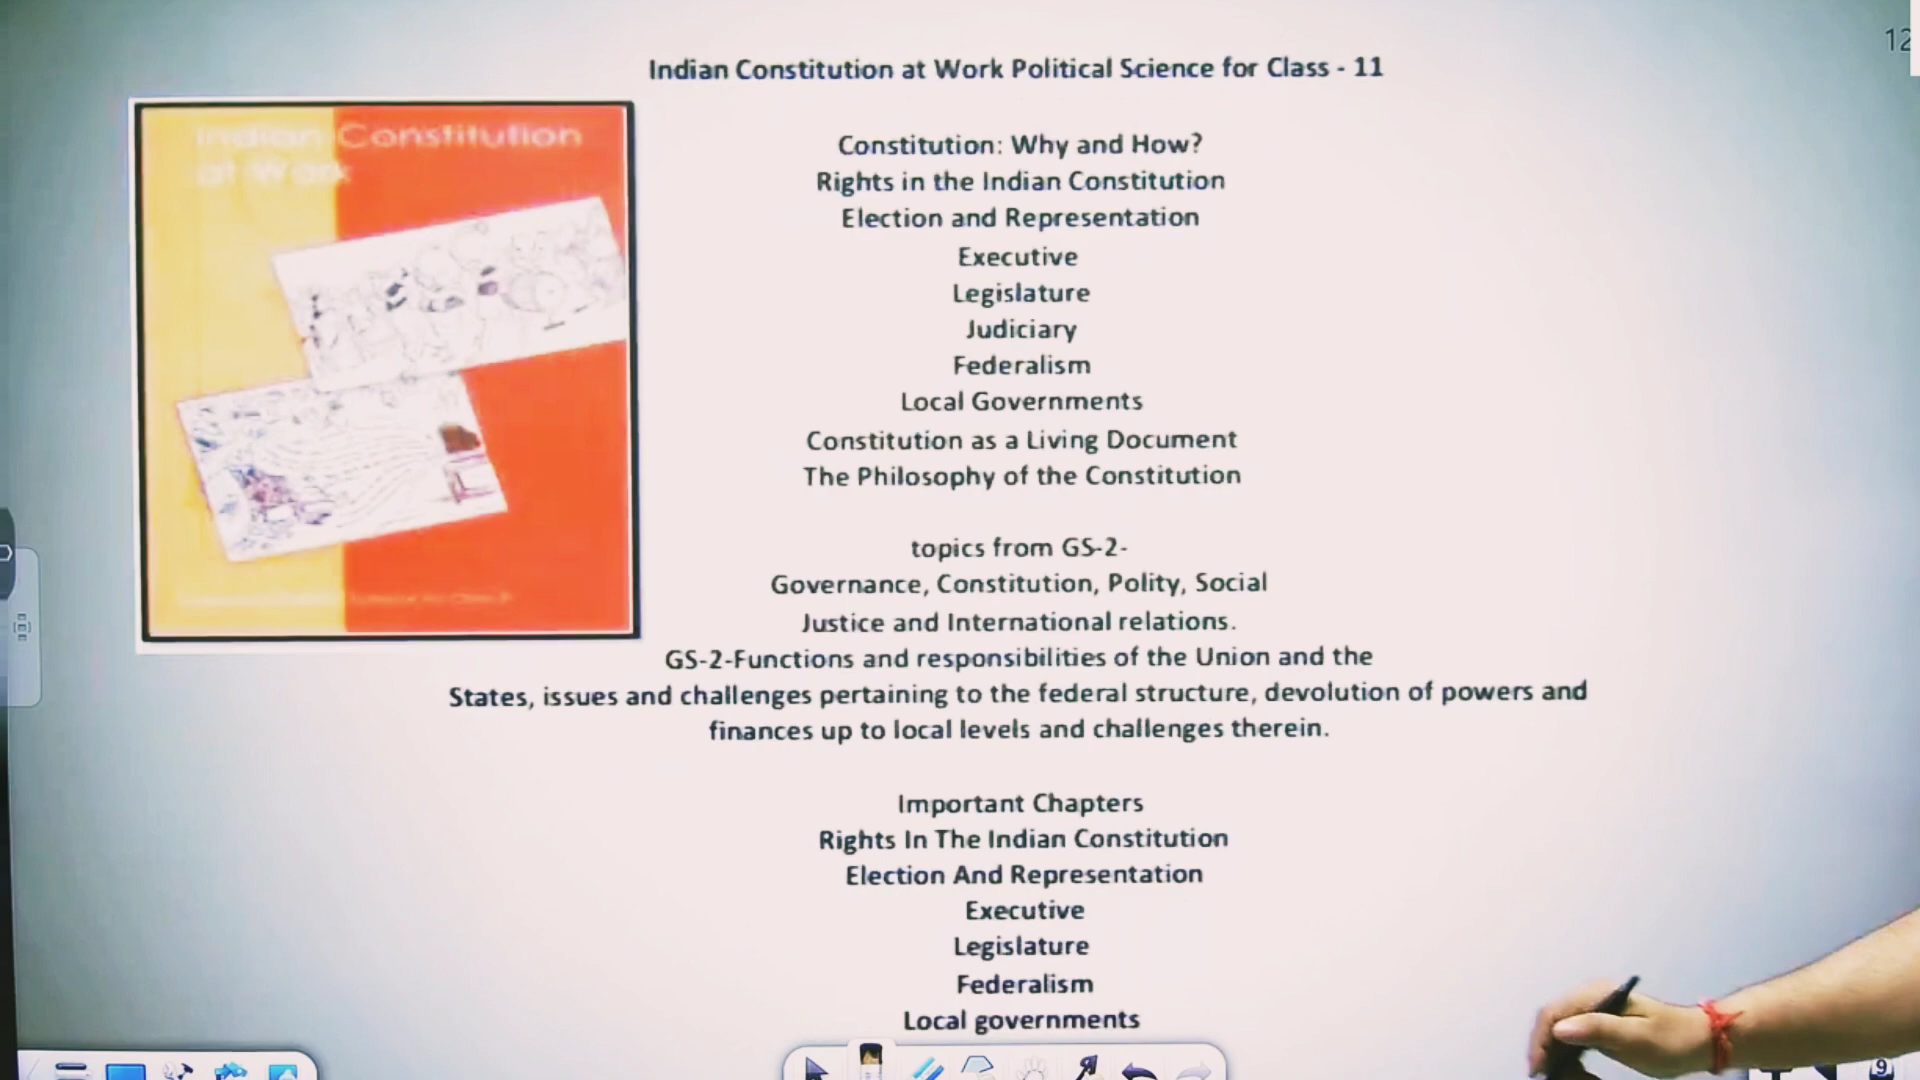 12
Indian Constitution at Work Political Science for Class - 11
Indian Constitution
at Work
Constitution: Why and How?
Rights in the Indian Constitution
Election and Representation
Executive
Legislature
Judiciary
Federalism
Local Governments
Constitution as a Living Document
The Philosophy of the Constitution
topics from GS-2-
Governance, Constitution, Polity, Social
Justice and International relations.
GS-2-Functions and responsibilities of the Union and the
States, issues and challenges pertaining to the federal structure, devolution of powers and
finances up to local levels and challenges therein.
Important Chapters
Rights In The Indian Constitution
Election And Representation
Executive
Legislature
Federalism
Local governments
9